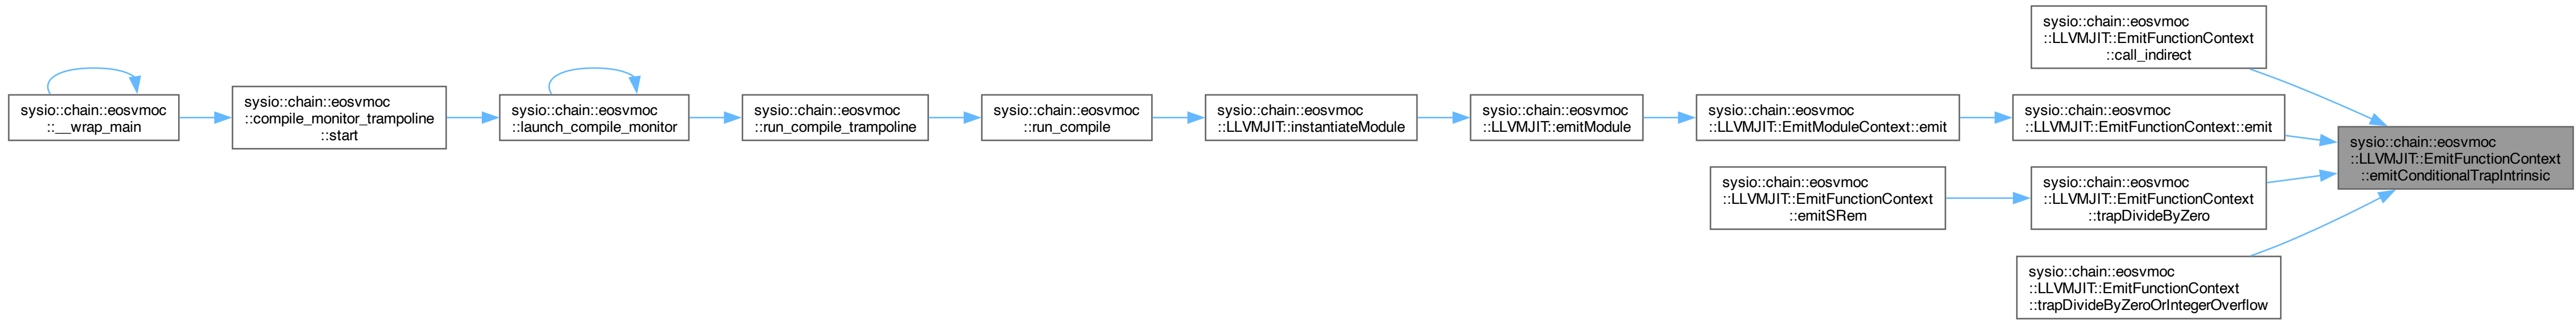 sysio::chain::eosvmoc
::__wrap_main
sysio::chain::eosvmoc
::compile_monitor_trampoline
::start
sysio::chain::eosvmoc
::launch_compile_monitor
sysio::chain::eosvmoc
::run_compile_trampoline
sysio::chain::eosvmoc
::run_compile
sysio::chain::eosvmoc
::LLVMJIT::instantiateModule
sysio::chain::eosvmoc
::LLVMJIT::emitModule
sysio::chain::eosvmoc
::LLVMJIT::EmitModuleContext::emit
sysio::chain::eosvmoc
::LLVMJIT::EmitFunctionContext
::call_indirect
sysio::chain::eosvmoc
::LLVMJIT::EmitFunctionContext::emit
sysio::chain::eosvmoc
::LLVMJIT::EmitFunctionContext
::emitSRem
sysio::chain::eosvmoc
::LLVMJIT::EmitFunctionContext
::trapDivideByZero
sysio::chain::eosvmoc
::LLVMJIT::EmitFunctionContext
::trapDivideByZeroOrIntegerOverflow
sysio::chain::eosvmoc
::LLVMJIT::EmitFunctionContext
::emitConditionalTrapIntrinsic